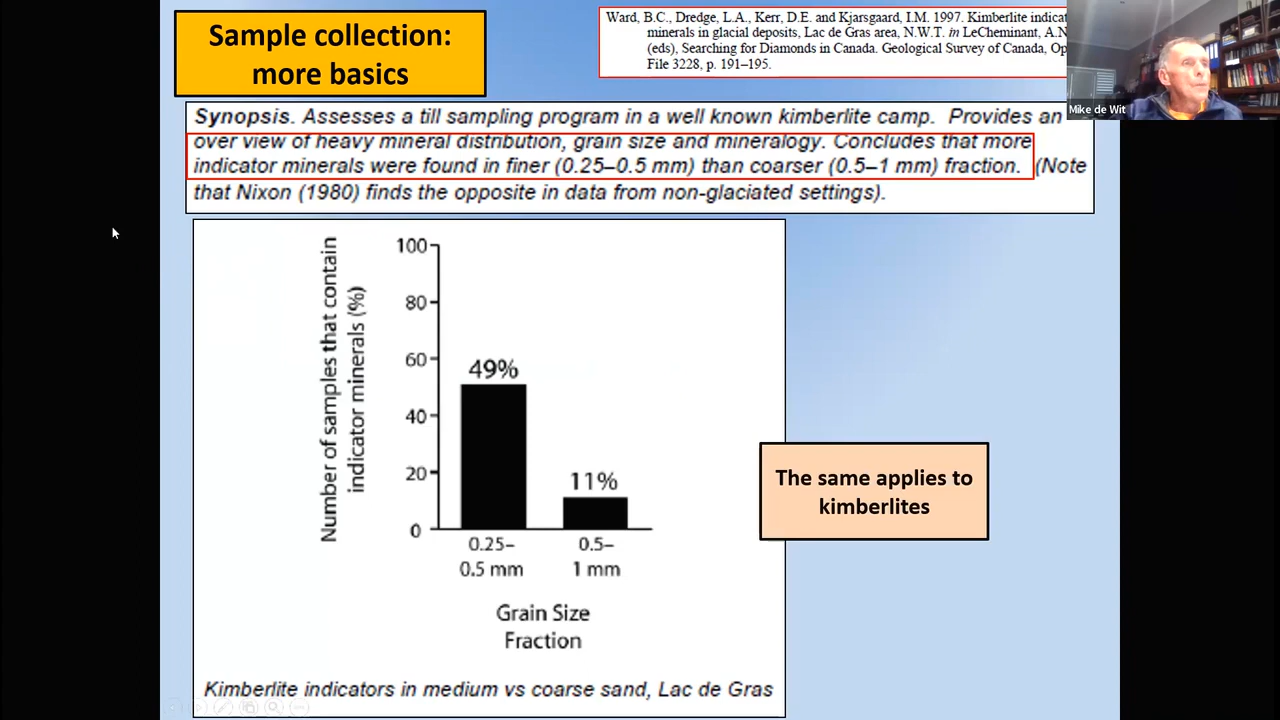 Sample collection:
more basics
Ward, B.C., Dredge, L.A., Kerr, D.E. and Kjarsgaard, I.M. 1997. Kimberlite
minerals in glacial deposits, Lac de Gras area, N.W.T. in LeCheminant, A.N
(eds), Searching for Diamonds in Canada. Geological Survey of Canada,
File 3228, p. 191–195.
Mike de Wit
Synopsis. Assesses a till sampling program in a well known kimberlite camp. Provides an
over view of heavy mineral distribution, grain size and mineralogy. Concludes that more
indicator minerals were found in finer (0.25–0.5 mm) than coarser (0.5–1 mm) fraction. (Note
that Nixon (1980) finds the opposite in data from non-glaciated settings).
Number of samples that contain
indicator minerals (%)
100
80
60
40
20
0
49%
11%
0.25–
0.5 mm
0.5–
1 mm
Grain Size
Fraction
Kimberlite indicators in medium vs coarse sand, Lac de Gras
The same applies to
kimberlites